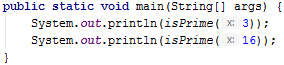 public static void main(String[] args) {
    System.out.println(isPrime( x: 3));
    System.out.println(isPrime( x: 16));
}